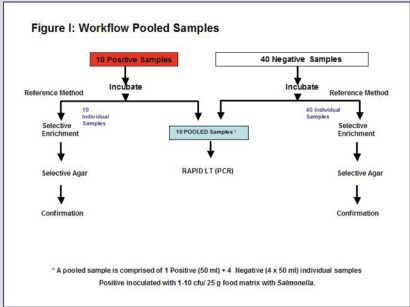 Figure I: Workflow Pooled Samples
10 Positive Samples
40 Negative Samples
Reference Method
Incubate
Incubate
Reference Method
10
Individual
Samples
40 Individual
Samples
Selective
Enrichment
10 POOLED Samples *
Selective
Enrichment
Selective Agar
RAPID LT (PCR)
Selective Agar
Confirmation
Confirmation
* A pooled sample is comprised of 1 Positive (50 ml) + 4 Negative (4 x 50 ml) individual samples
Positive inoculated with 1-10 cfu/ 25 g food matrix with Salmonella.